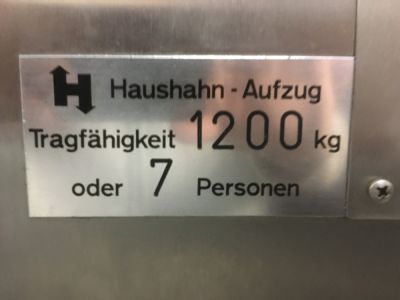 H Haushahn - Aufzug
Tragfähigkeit 1200 kg
oder 7 Personen